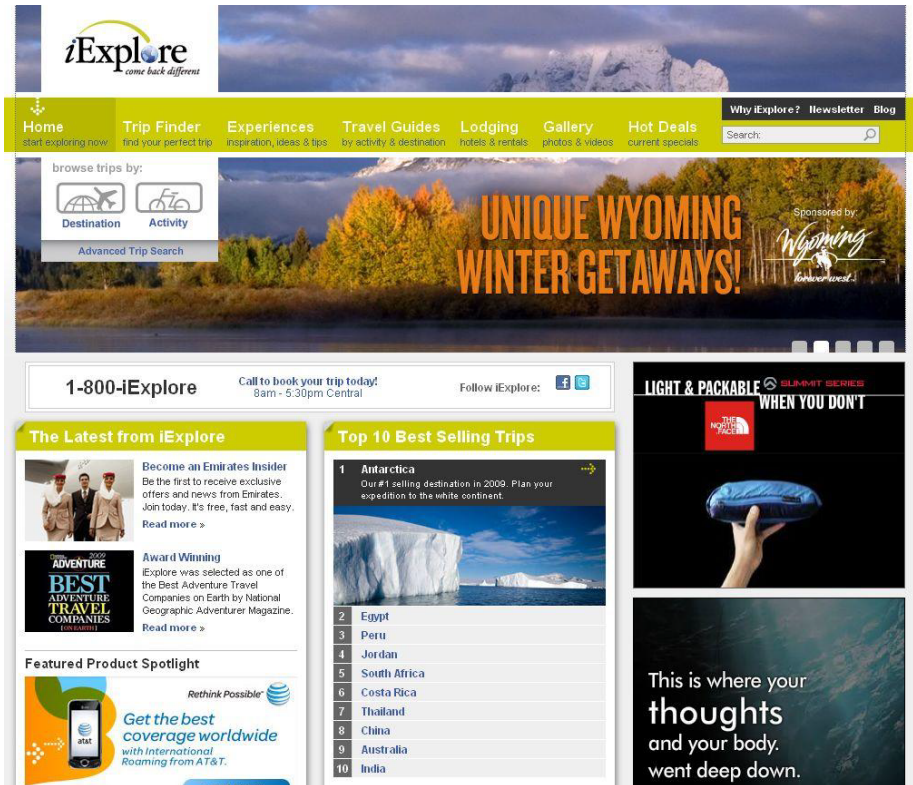 iExplore
come back different
Why iExplore? Newsletter Blog
Home
start exploring now
Trip Finder
find your perfect trip
Experiences
inspiration, ideas & tips
Travel Guides
by activity & destination
Lodging
hotels & rentals
Gallery
photos & videos
Hot Deals
current specials
Search:
browse trips by:
Destination Activity
Advanced Trip Search
UNIQUE WYOMING
WINTER GETAWAYS!
Sponsored by:
Wyoming
forever west.
1-800-iExplore
Call to book your trip today!
8am - 5:30pm Central
Follow iExplore:
The Latest from iExplore
Become an Emirates Insider
Be the first to receive exclusive
offers and news from Emirates.
Join today. It's free, fast and easy.
Read more »
2009
ADVENTURE
BEST
ADVENTURE
TRAVEL
COMPANIES
[ON EARTH]
Award Winning
iExplore was selected as one of
the Best Adventure Travel
Companies on Earth by National
Geographic Adventurer Magazine.
Read more »
Featured Product Spotlight
Rethink Possible
at&t
Get the best
coverage worldwide
with International
Roaming from AT&T.
Top 10 Best Selling Trips
1 Antarctica
Our #1 selling destination in 2009. Plan your
expedition to the white continent.
2 Egypt
3 Peru
4 Jordan
5 South Africa
6 Costa Rica
7 Thailand
8 China
9 Australia
10 India
LIGHT & PACKABLE SUMMIT SERIES
WHEN YOU DON'T
THE
NORTH
FACE
This is where your
thoughts
and your body.
went deep down.